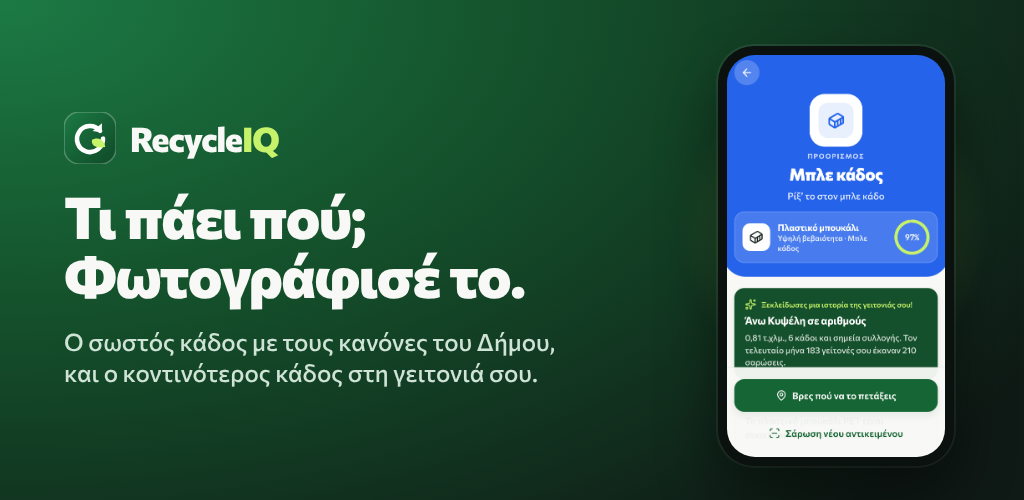 RecycleIQ
Τι πάει πού;
Φωτογράφισέ το.
Ο σωστός κάδος με τους κανόνες του Δήμου,
και ο κοντινότερος κάδος στη γειτονιά σου.
ΠΡΟΟΡΙΣΜΟΣ
Μπλε κάδος
Ρίξ' το στον μπλε κάδο
Πλαστικό μπουκάλι
Υψηλή βεβαιότητα · Μπλε
κάδος
97%
Ξεκλείδωσες μια ιστορία της γειτονιάς σου!
Άνω Κυψέλη σε αριθμούς
0,81 τ.χλμ., 6 κάδοι και σημεία συλλογής. Τον
τελευταίο μήνα 183 γείτονές σου έκαναν 210
σαρώσεις.
Βρες πού να το πετάξεις
Σάρωση νέου αντικειμένου